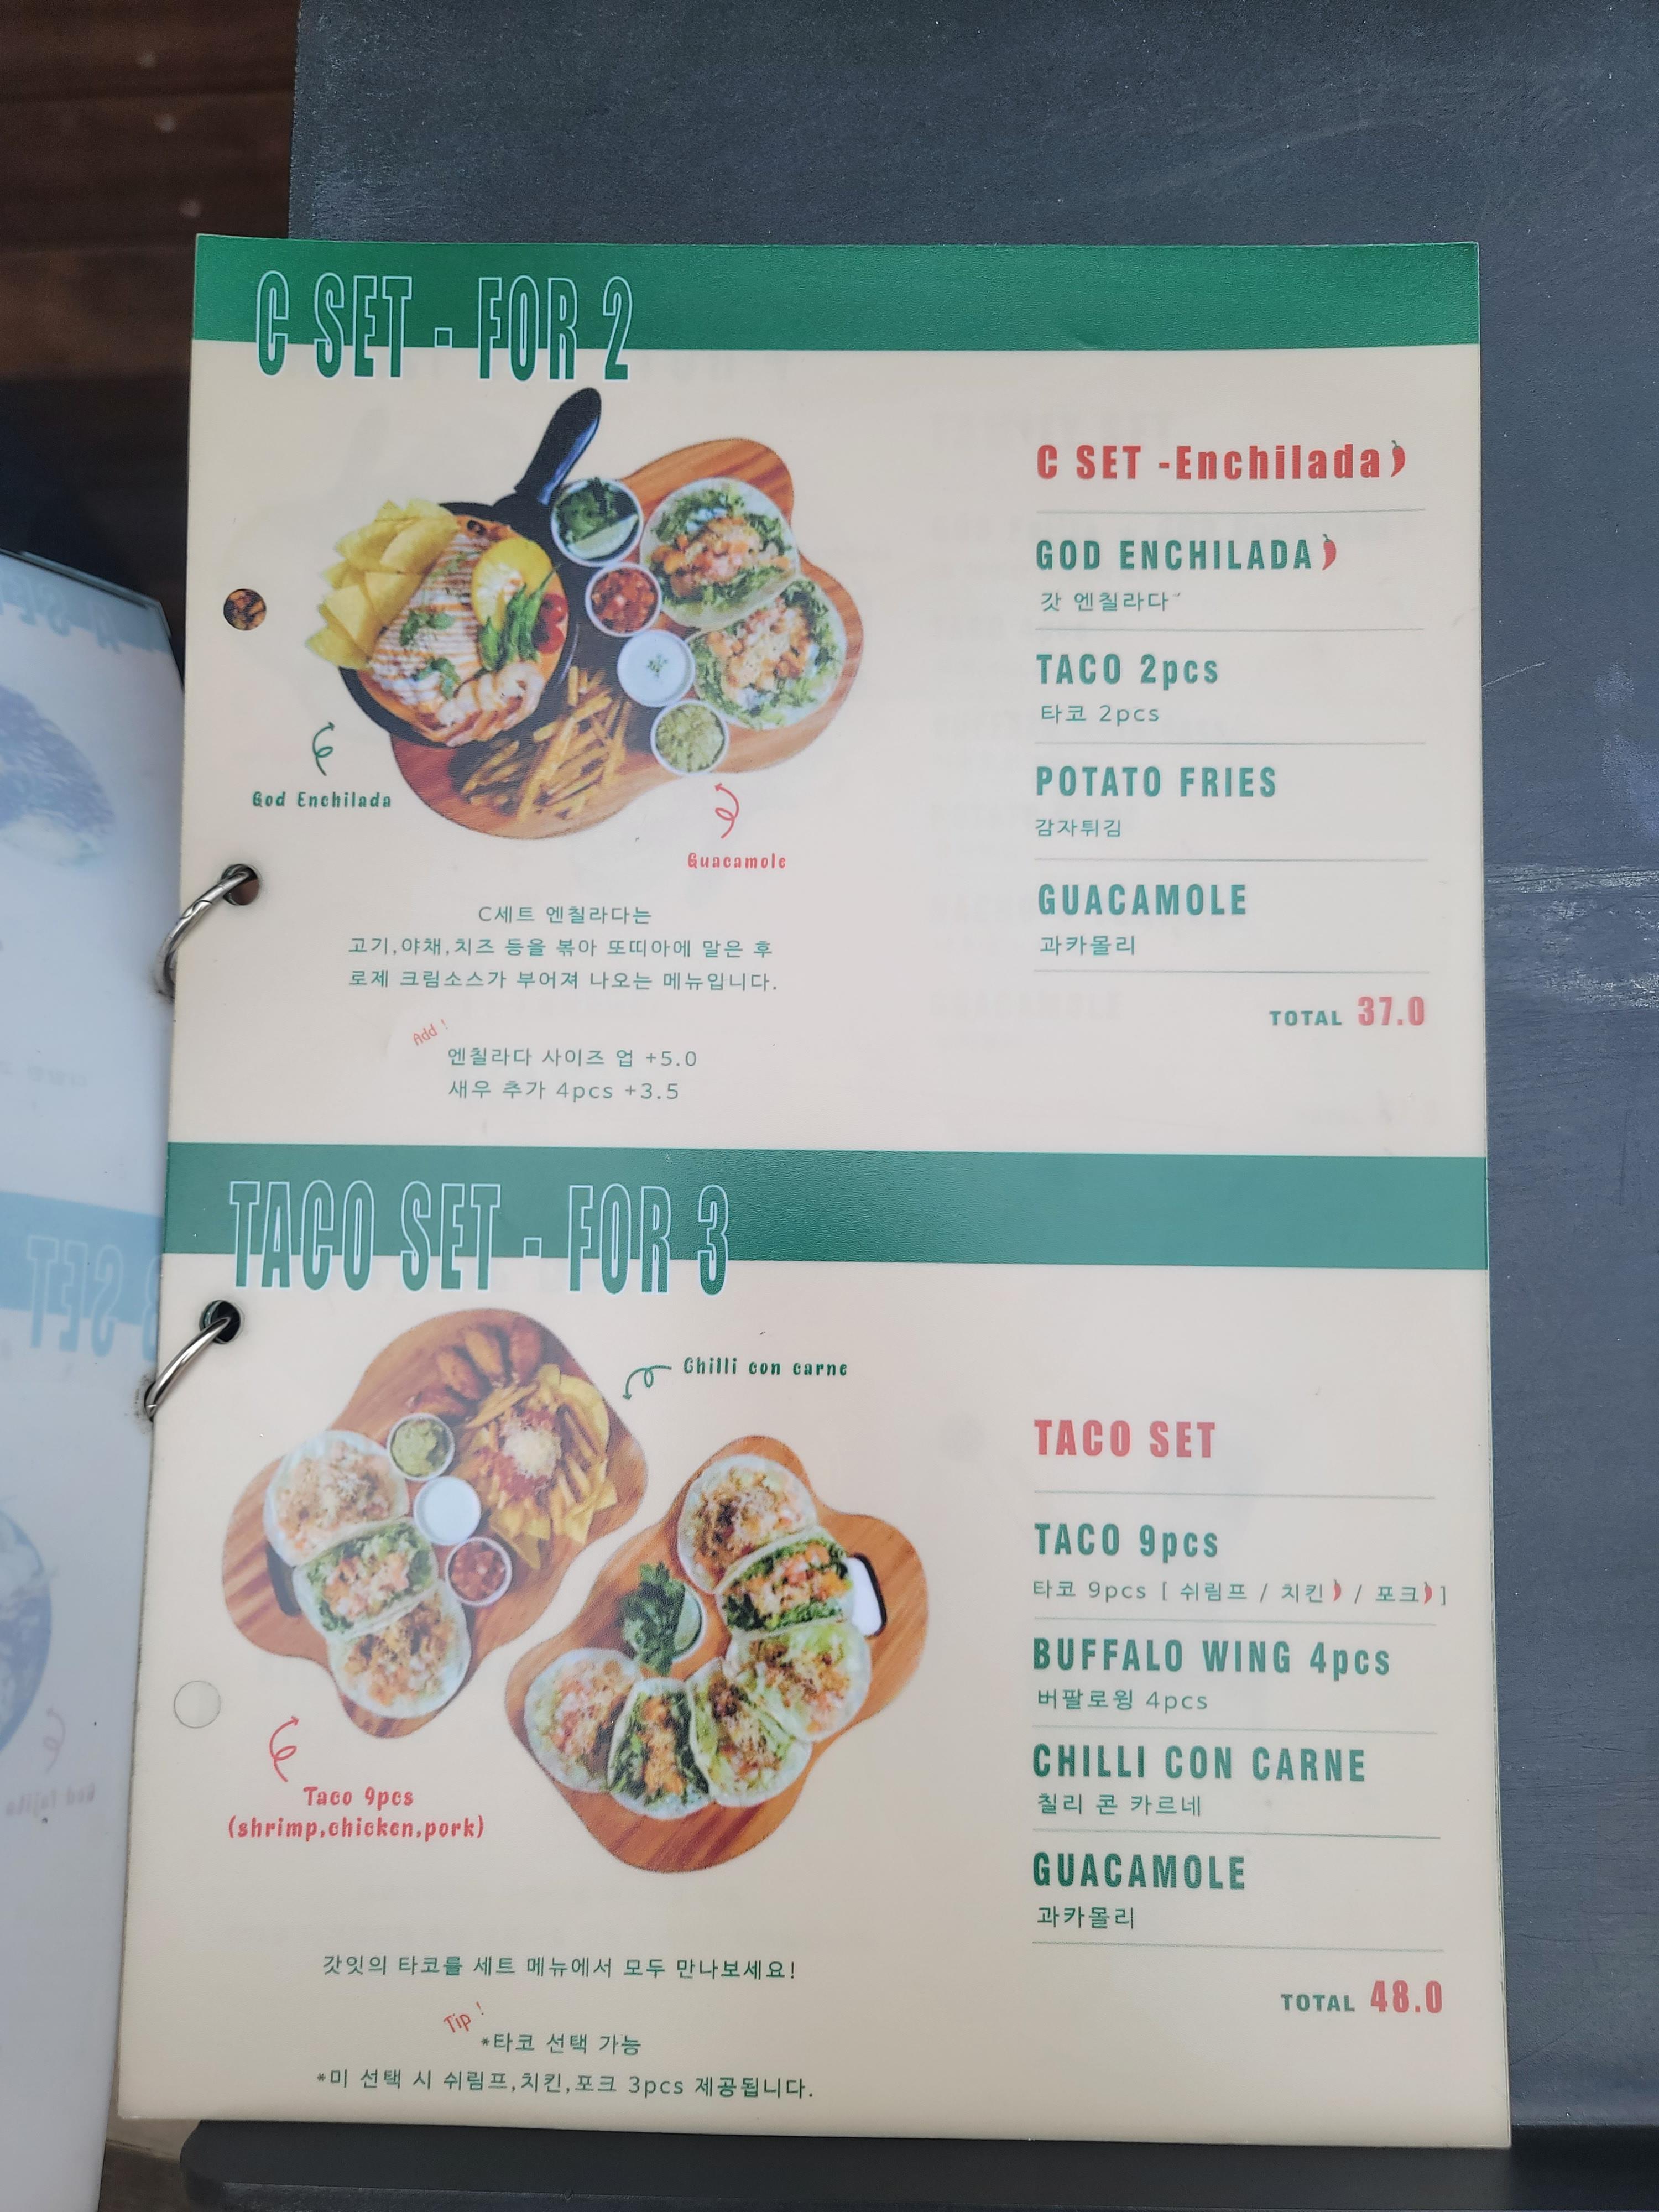 C SET - FOR 2
C SET -Enchilada
GOD ENCHILADA
갓 엔칠라다
TACO 2pcs
타코 2pcs
POTATO FRIES
감자튀김
GUACAMOLE
과카몰리
TOTAL 37.0
God Enchilada
Guacamole
C세트 엔칠라다는
고기,야채,치즈 등을 볶아 또띠아에 말은 후
로제 크림소스가 부어져 나오는 메뉴입니다.
Add !
엔칠라다 사이즈 업 +5.0
새우 추가 4pcs +3.5
TACO SET - FOR 3
Chilli con carne
TACO SET
TACO 9pcs
타코 9pcs [ 쉬림프 / 치킨 / 포크 ]
BUFFALO WING 4pcs
버팔로윙 4pcs
CHILLI CON CARNE
칠리 콘 카르네
GUACAMOLE
과카몰리
TOTAL 48.0
Taco 9pcs
(shrimp,chicken,pork)
갓잇의 타코를 세트 메뉴에서 모두 만나보세요!
Tip !
*타코 선택 가능
*미 선택 시 쉬림프,치킨,포크 3pcs 제공됩니다.